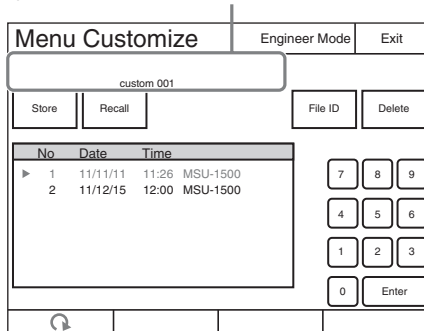 Menu Customize Engineer Mode Exit
custom 001
Store Recall File ID Delete
No Date Time
1 11/11/11 11:26 MSU-1500
2 11/12/15 12:00 MSU-1500
7 8 9
4 5 6
1 2 3
0 Enter